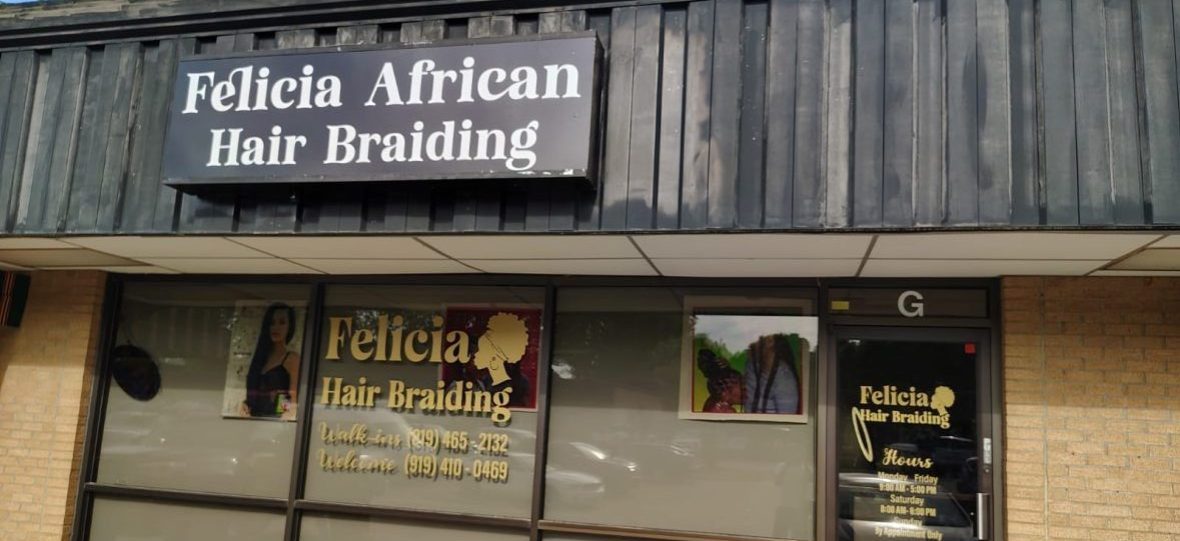 Felicia African
Hair Braiding
G
Felicia
Hair Braiding
Walk-ins (919) 465-2132
Welcome (919) 410-0469
Felicia
Hair Braiding
Hours
Monday Friday
9:00 AM - 5:00 PM
Saturday
8:00 AM- 6:00 PM
Sunday
By Appointment Only